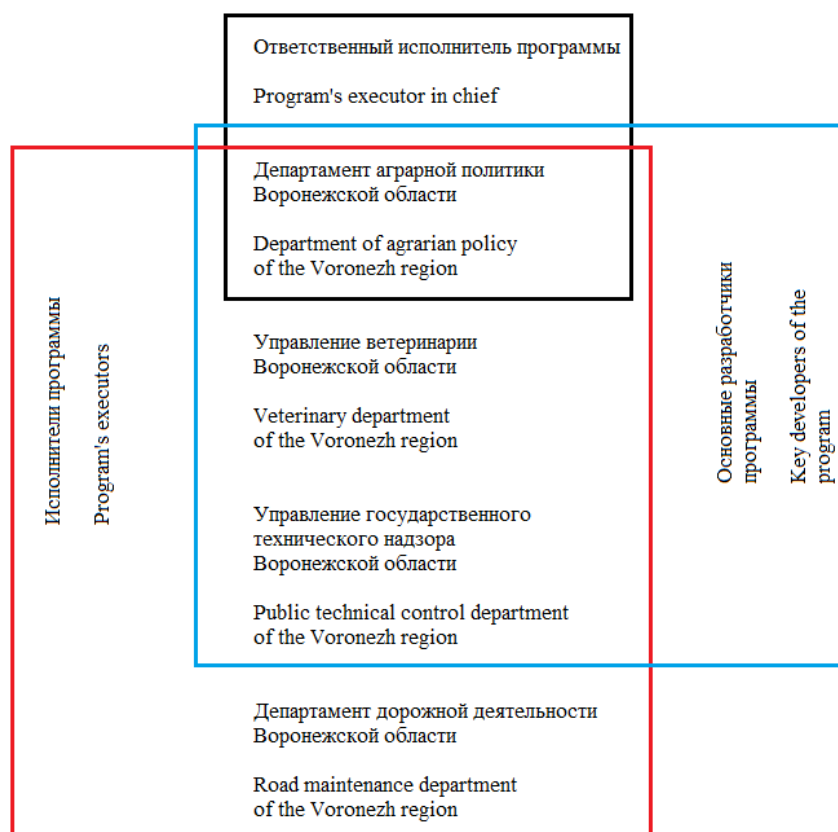 Ответственный исполнитель программы
Program's executor in chief
Департамент аграрной политики
Воронежской области
Department of agrarian policy
of the Voronezh region
Исполнители программы
Program's executors
Управление ветеринарии
Воронежской области
Veterinary department
of the Voronezh region
Основные разработчики
программы
Key developers of the
program
Управление государственного
технического надзора
Воронежской области
Public technical control department
of the Voronezh region
Департамент дорожной деятельности
Воронежской области
Road maintenance department
of the Voronezh region